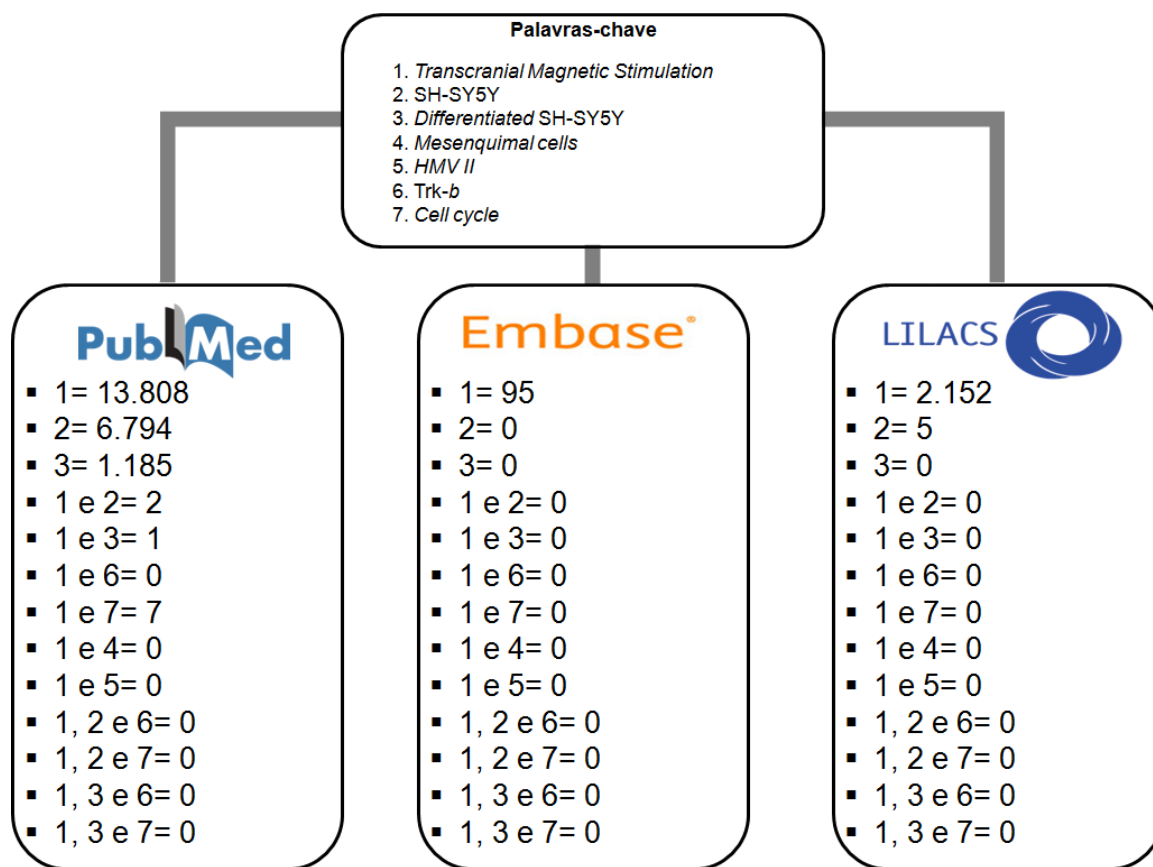 Palavras-chave
1. Transcranial Magnetic Stimulation
2. SH-SY5Y
3. Differentiated SH-SY5Y
4. Mesenquimal cells
5. HMV II
6. Trk-b
7. Cell cycle
PubMed
▪ 1= 13.808
▪ 2= 6.794
▪ 3= 1.185
▪ 1 e 2= 2
▪ 1 e 3= 1
▪ 1 e 6= 0
▪ 1 e 7= 7
▪ 1 e 4= 0
▪ 1 e 5= 0
▪ 1, 2 e 6= 0
▪ 1, 2 e 7= 0
▪ 1, 3 e 6= 0
▪ 1, 3 e 7= 0
Embase®
▪ 1= 95
▪ 2= 0
▪ 3= 0
▪ 1 e 2= 0
▪ 1 e 3= 0
▪ 1 e 6= 0
▪ 1 e 7= 0
▪ 1 e 4= 0
▪ 1 e 5= 0
▪ 1, 2 e 6= 0
▪ 1, 2 e 7= 0
▪ 1, 3 e 6= 0
▪ 1, 3 e 7= 0
LILACS
▪ 1= 2.152
▪ 2= 5
▪ 3= 0
▪ 1 e 2= 0
▪ 1 e 3= 0
▪ 1 e 6= 0
▪ 1 e 7= 0
▪ 1 e 4= 0
▪ 1 e 5= 0
▪ 1, 2 e 6= 0
▪ 1, 2 e 7= 0
▪ 1, 3 e 6= 0
▪ 1, 3 e 7= 0